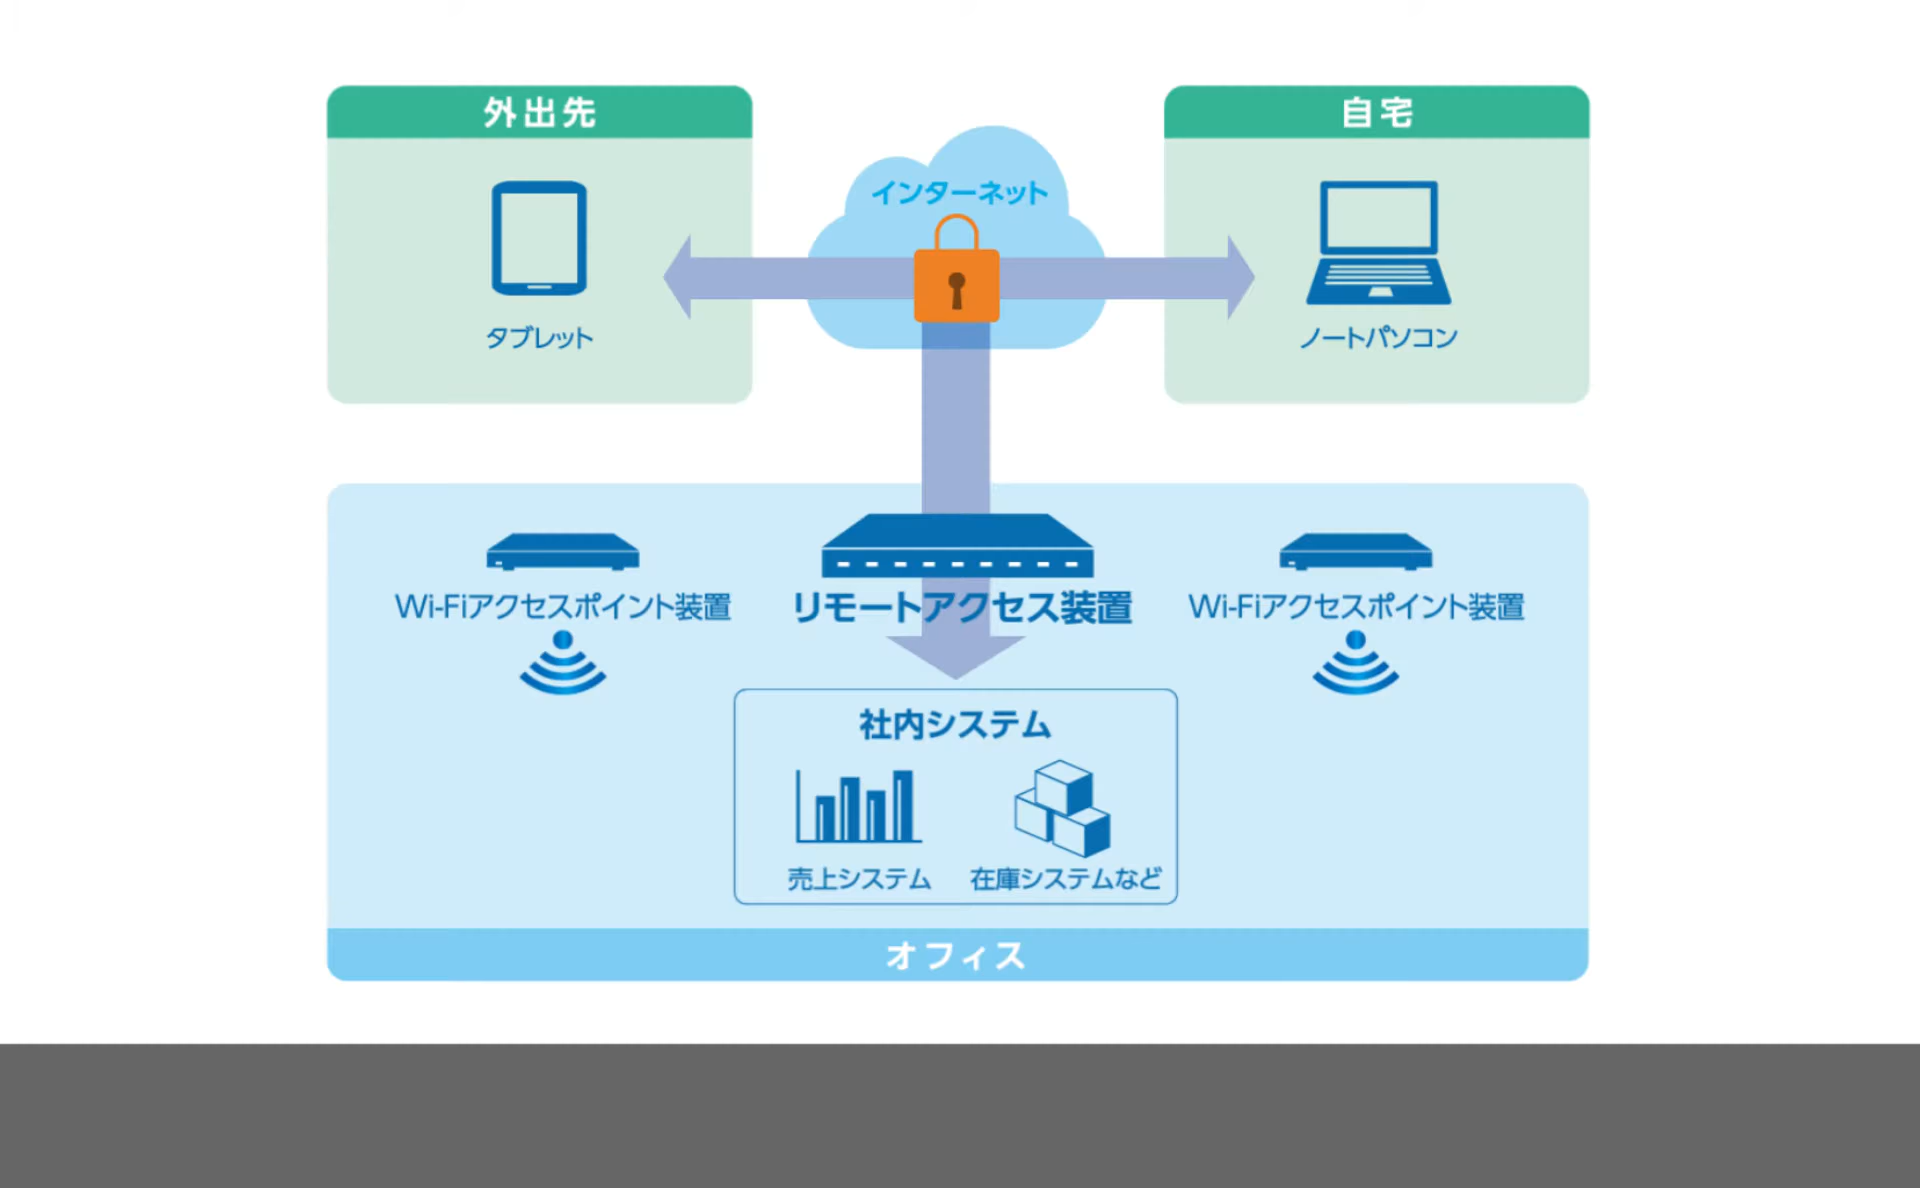 外出先
自宅
インターネット
タブレット
ノートパソコン
Wi-Fiアクセスポイント装置
リモートアクセス装置
Wi-Fiアクセスポイント装置
社内システム
売上システム
在庫システムなど
オフィス